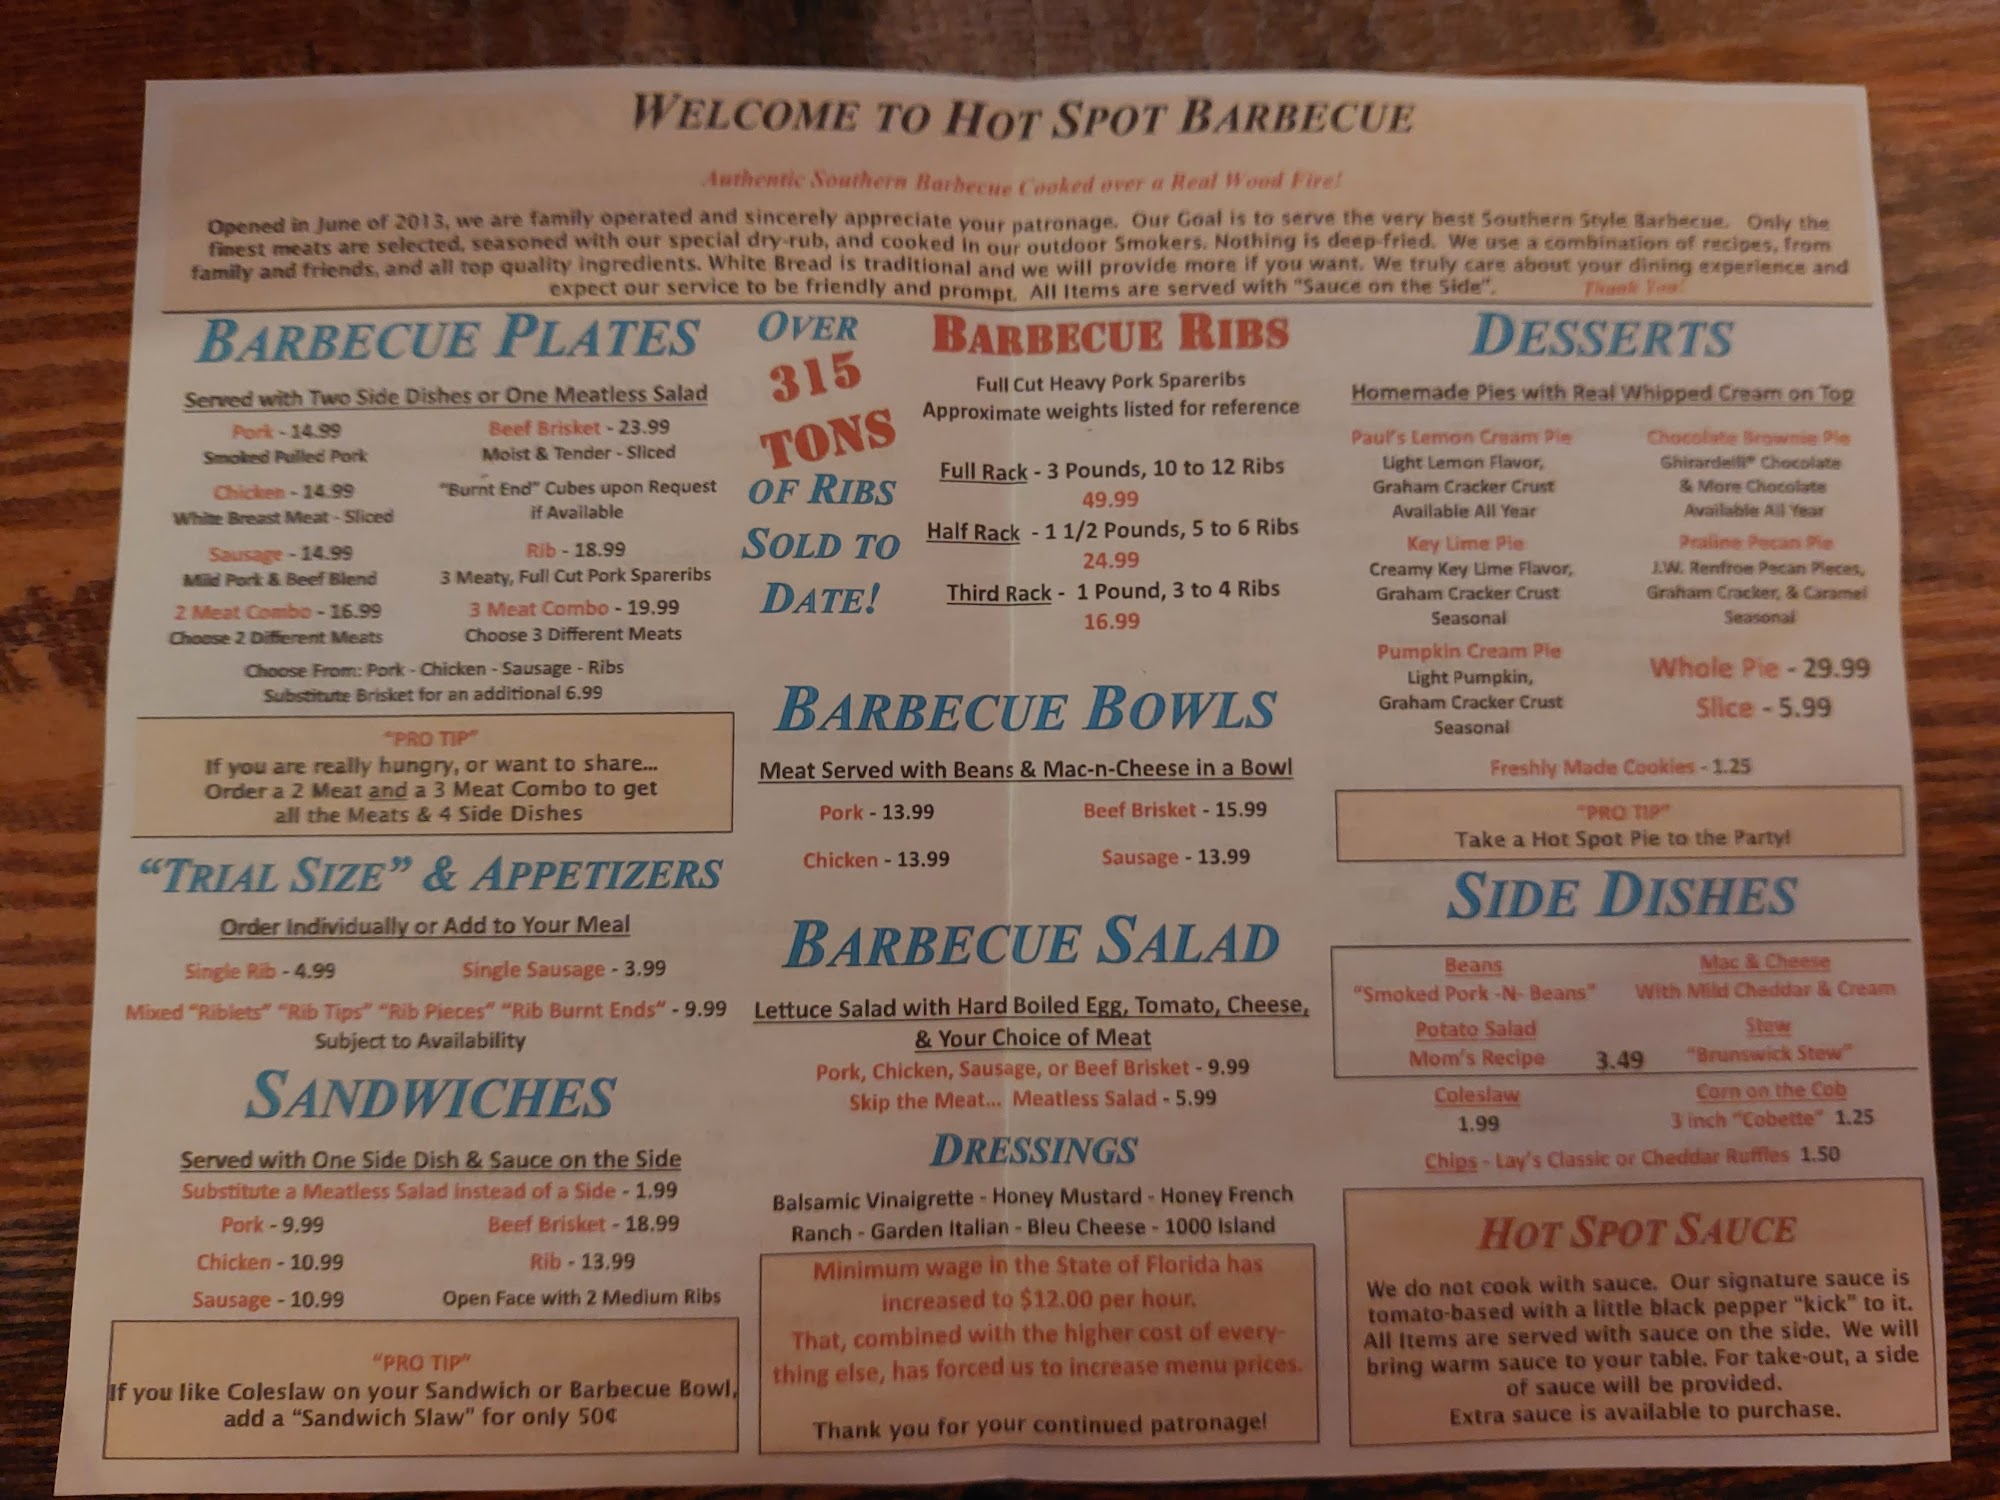 WELCOME TO HOT SPOT BARBECUE
Authentic Southern Barbecue Cooked over a Real Wood Fire!
Opened in June of 2013, we are family operated and sincerely appreciate your patronage. Our Goal is to serve the very best Southern Style Barbecue. Only the
finest meats are selected, seasoned with our special dry-rub, and cooked in our outdoor Smokers. Nothing is deep-fried. We use a combination of recipes, from
family and friends, and all top quality ingredients. White Bread is traditional and we will provide more if you want. We truly care about your dining experience and
expect our service to be friendly and prompt. All Items are served with "Sauce on the Side". Thank You!
BARBECUE PLATES
Served with Two Side Dishes or One Meatless Salad
Pork - 14.99
Smoked Pulled Pork
Chicken - 14.99
White Breast Meat - Sliced
Sausage - 14.99
Mild Pork & Beef Blend
2 Meat Combo - 16.99
Choose 2 Different Meats
Beef Brisket - 23.99
Moist & Tender - Sliced
"Burnt End" Cubes upon Request
if Available
Rib - 18.99
3 Meaty, Full Cut Pork Spareribs
3 Meat Combo - 19.99
Choose 3 Different Meats
Choose From: Pork - Chicken - Sausage - Ribs
Substitute Brisket for an additional 6.99
"PRO TIP"
If you are really hungry, or want to share...
Order a 2 Meat and a 3 Meat Combo to get
all the Meats & 4 Side Dishes
"TRIAL SIZE" & APPETIZERS
Order Individually or Add to Your Meal
Single Rib - 4.99
Single Sausage - 3.99
Mixed "Riblets" "Rib Tips" "Rib Pieces" "Rib Burnt Ends" - 9.99
Subject to Availability
SANDWICHES
Served with One Side Dish & Sauce on the Side
Substitute a Meatless Salad instead of a Side - 1.99
Pork - 9.99
Beef Brisket - 18.99
Chicken - 10.99
Rib - 13.99
Sausage - 10.99
Open Face with 2 Medium Ribs
"PRO TIP"
If you like Coleslaw on your Sandwich or Barbecue Bowl,
add a "Sandwich Slaw" for only 50¢
OVER
315
TONS
OF RIBS
SOLD TO
DATE!
BARBECUE RIBS
Full Cut Heavy Pork Spareribs
Approximate weights listed for reference
Full Rack - 3 Pounds, 10 to 12 Ribs
49.99
Half Rack - 1 1/2 Pounds, 5 to 6 Ribs
24.99
Third Rack - 1 Pound, 3 to 4 Ribs
16.99
BARBECUE BOWLS
Meat Served with Beans & Mac-n-Cheese in a Bowl
Pork - 13.99
Beef Brisket - 15.99
Chicken - 13.99
Sausage - 13.99
BARBECUE SALAD
Lettuce Salad with Hard Boiled Egg, Tomato, Cheese,
& Your Choice of Meat
Pork, Chicken, Sausage, or Beef Brisket - 9.99
Skip the Meat... Meatless Salad - 5.99
DRESSINGS
Balsamic Vinaigrette - Honey Mustard - Honey French
Ranch - Garden Italian - Bleu Cheese - 1000 Island
Minimum wage in the State of Florida has
increased to $12.00 per hour.
That, combined with the higher cost of every-
thing else, has forced us to increase menu prices.
Thank you for your continued patronage!
DESSERTS
Homemade Pies with Real Whipped Cream on Top
Paul's Lemon Cream Pie
Light Lemon Flavor,
Graham Cracker Crust
Available All Year
Key Lime Pie
Creamy Key Lime Flavor,
Graham Cracker Crust
Seasonal
Pumpkin Cream Pie
Light Pumpkin,
Graham Cracker Crust
Seasonal
Chocolate Brownie Pie
Ghirardelli® Chocolate
& More Chocolate
Available All Year
Praline Pecan Pie
J.W. Renfroe Pecan Pieces,
Graham Cracker, & Caramel
Seasonal
Whole Pie - 29.99
Slice - 5.99
Freshly Made Cookies - 1.25
"PRO TIP"
Take a Hot Spot Pie to the Party!
SIDE DISHES
Beans
"Smoked Pork -N- Beans"
Mac & Cheese
With Mild Cheddar & Cream
Potato Salad
Mom's Recipe
3.49
Stew
"Brunswick Stew"
Coleslaw
1.99
Corn on the Cob
3 inch "Cobette" 1.25
Chips - Lay's Classic or Cheddar Ruffles 1.50
HOT SPOT SAUCE
We do not cook with sauce. Our signature sauce is
tomato-based with a little black pepper "kick" to it.
All Items are served with sauce on the side. We will
bring warm sauce to your table. For take-out, a side
of sauce will be provided.
Extra sauce is available to purchase.